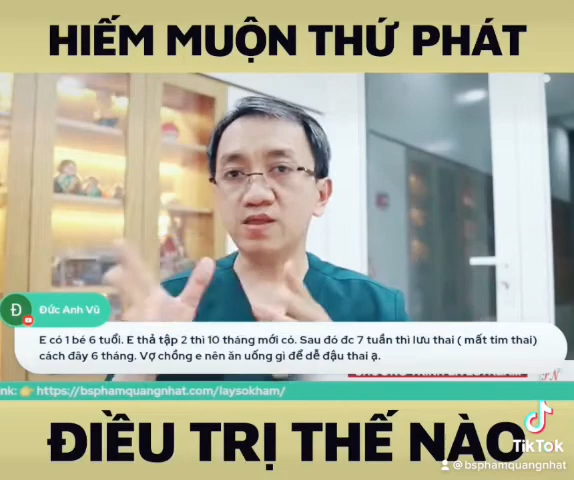 HIẾM MUỘN THỨ PHÁT
Đ
Đức Anh Vũ
E có 1 bé 6 tuổi. E thả tập 2 thì 10 tháng mới có. Sau đó đc 7 tuần thì lưu thai ( mất tim thai)
cách đây 6 tháng. Vợ chồng e nên ăn uống gì để dễ đậu thai ạ.
nk: 👉 https://bsphamquangnhat.com/laysokham/
ĐIỀU TRỊ THẾ NÀO
TikTok
@bsphamquangnhat